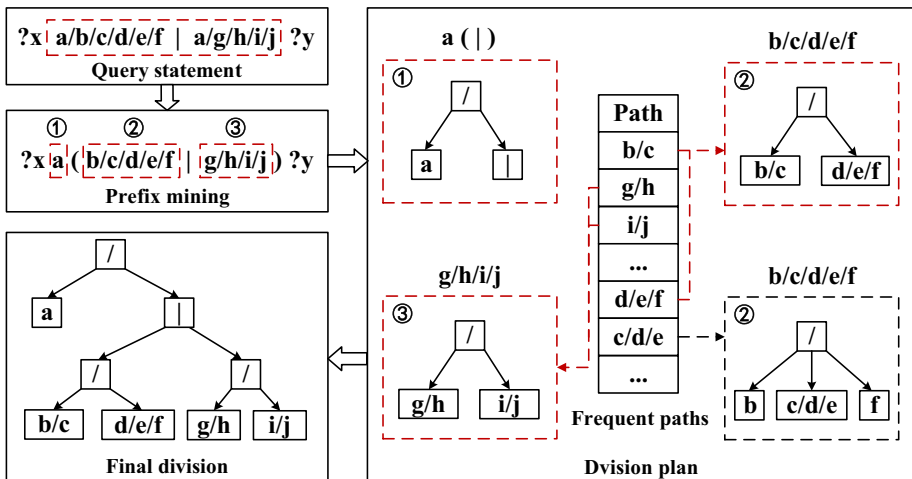 ?x a/b/c/d/e/f | a/g/h/i/j ?y
Query statement
① ② ③
?x a ( b/c/d/e/f | g/h/i/j ) ?y
Prefix mining
/
a |
/ /
b/c d/e/f g/h i/j
Final division
a ( | )
①
/
a |
g/h/i/j
③
/
g/h i/j
Path
b/c
g/h
i/j
...
d/e/f
c/d/e
...
Frequent paths
b/c/d/e/f
②
/
b/c d/e/f
b/c/d/e/f
②
/
b c/d/e f
Dvision plan